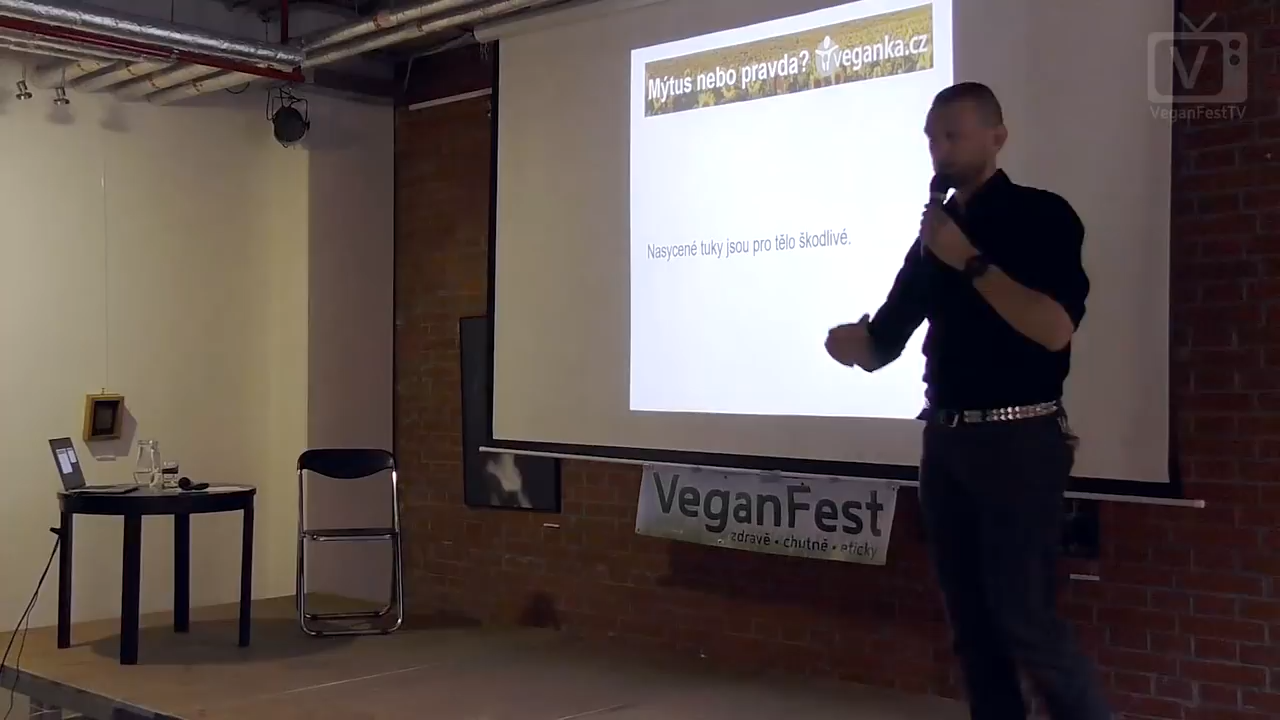 Mýtus nebo pravda? veganka.cz
Nasycené tuky jsou pro tělo škodlivé.
VeganFest
zdravě • chutně • eticky
V
VeganFestTV